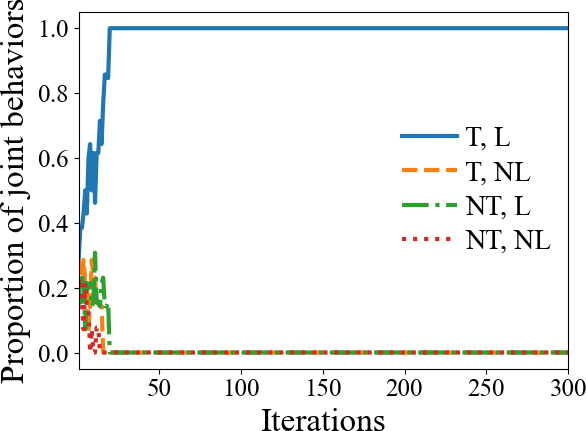 Proportion of joint behaviors
1.0
0.8
0.6
0.4
0.2
0.0
T, L
T, NL
NT, L
NT, NL
50 100 150 200 250 300
Iterations